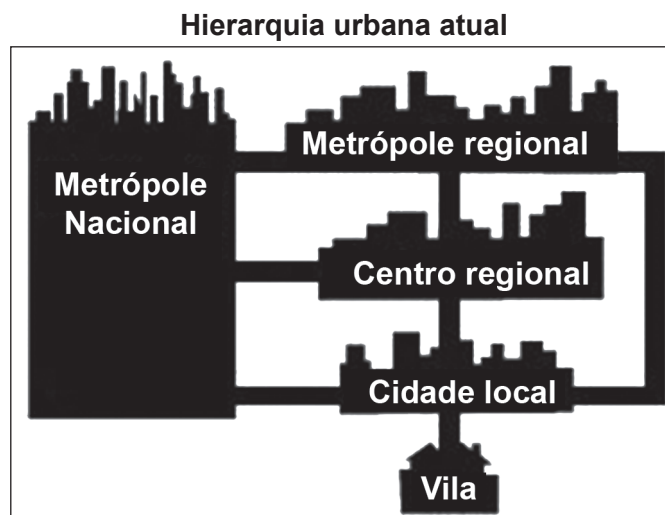 Hierarquia urbana atual
Metrópole
Nacional
Metrópole regional
Centro regional
Cidade local
Vila